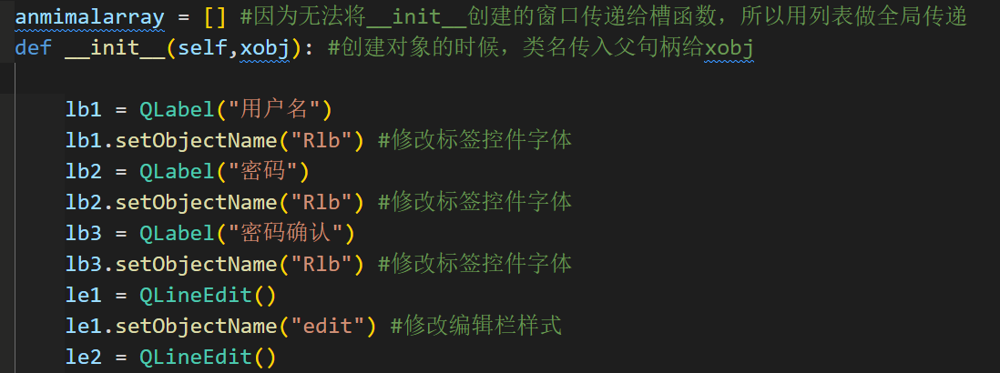 anmimalarray = [] #因为无法将__init__创建的窗口传递给槽函数，所以用列表做全局传递
def __init__(self,xobj): #创建对象的时候，类名传入父句柄给xobj
lb1 = QLabel("用户名")
lb1.setObjectName("Rlb") #修改标签控件字体
lb2 = QLabel("密码")
lb2.setObjectName("Rlb") #修改标签控件字体
lb3 = QLabel("密码确认")
lb3.setObjectName("Rlb") #修改标签控件字体
le1 = QLineEdit()
le1.setObjectName("edit") #修改编辑栏样式
le2 = QLineEdit()